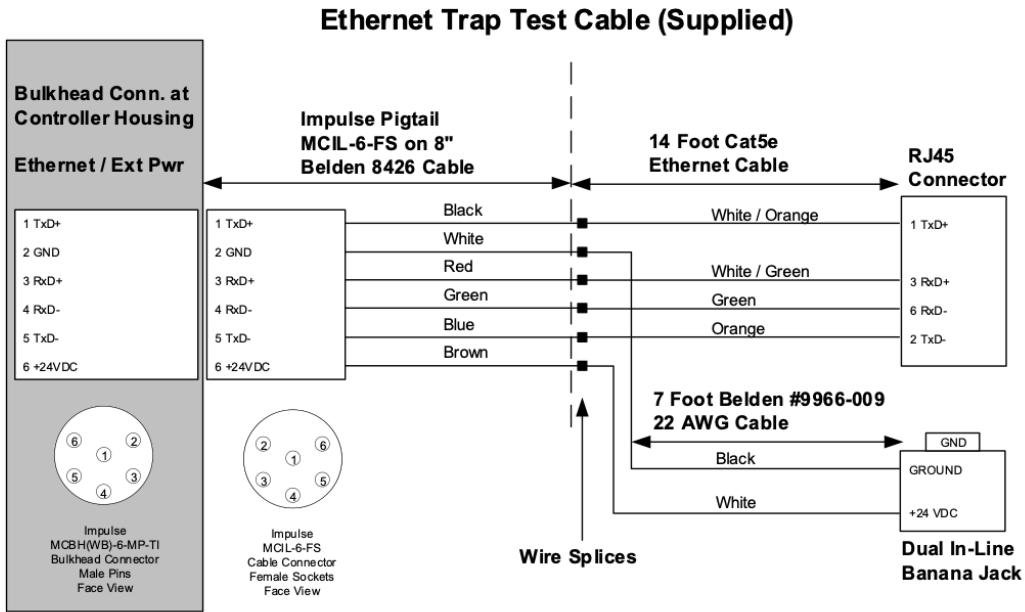 Ethernet Trap Test Cable (Supplied)
Bulkhead Conn. at
Controller Housing
Ethernet / Ext Pwr
Impulse Pigtail
MCIL-6-FS on 8"
Belden 8426 Cable
14 Foot Cat5e
Ethernet Cable
RJ45
Connector
1 TxD+
2 GND
3 RxD+
4 RxD-
5 TxD-
6 +24VDC
1 TxD+
2 GND
3 RxD+
4 RxD-
5 TxD-
6 +24VDC
Black
White
Red
Green
Blue
Brown
White / Orange
White / Green
Green
Orange
1 TxD+
3 RxD+
6 RxD-
2 TxD-
7 Foot Belden #9966-009
22 AWG Cable
Black
White
GND
GROUND
+24 VDC
Dual In-Line
Banana Jack
Wire Splices
6
2
1
5
3
4
Impulse
MCBH(WB)-6-MP-TI
Bulkhead Connector
Male Pins
Face View
2
6
1
3
5
4
Impulse
MCIL-6-FS
Cable Connector
Female Sockets
Face View